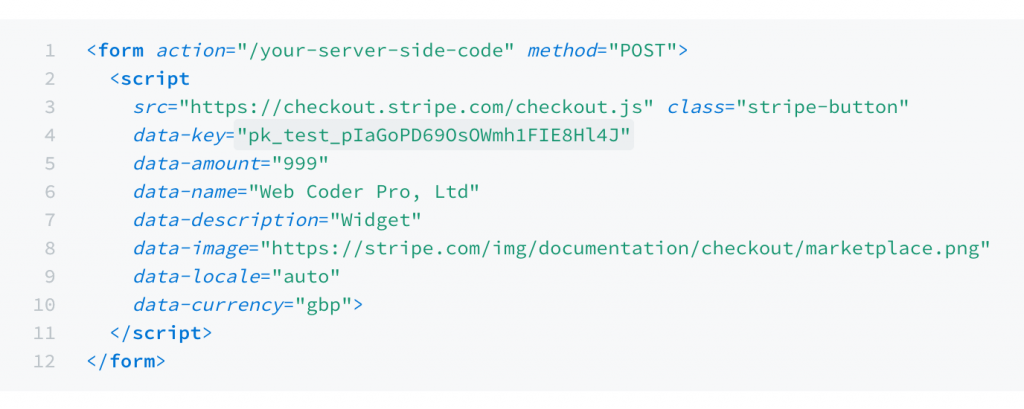 1 <form action="/your-server-side-code" method="POST">
2 <script
3 src="https://checkout.stripe.com/checkout.js" class="stripe-button"
4 data-key="pk_test_pIaGoPD69OsOWmh1FIE8Hl4J"
5 data-amount="999"
6 data-name="Web Coder Pro, Ltd"
7 data-description="Widget"
8 data-image="https://stripe.com/img/documentation/checkout/marketplace.png"
9 data-locale="auto"
10 data-currency="gbp">
11 </script>
12 </form>